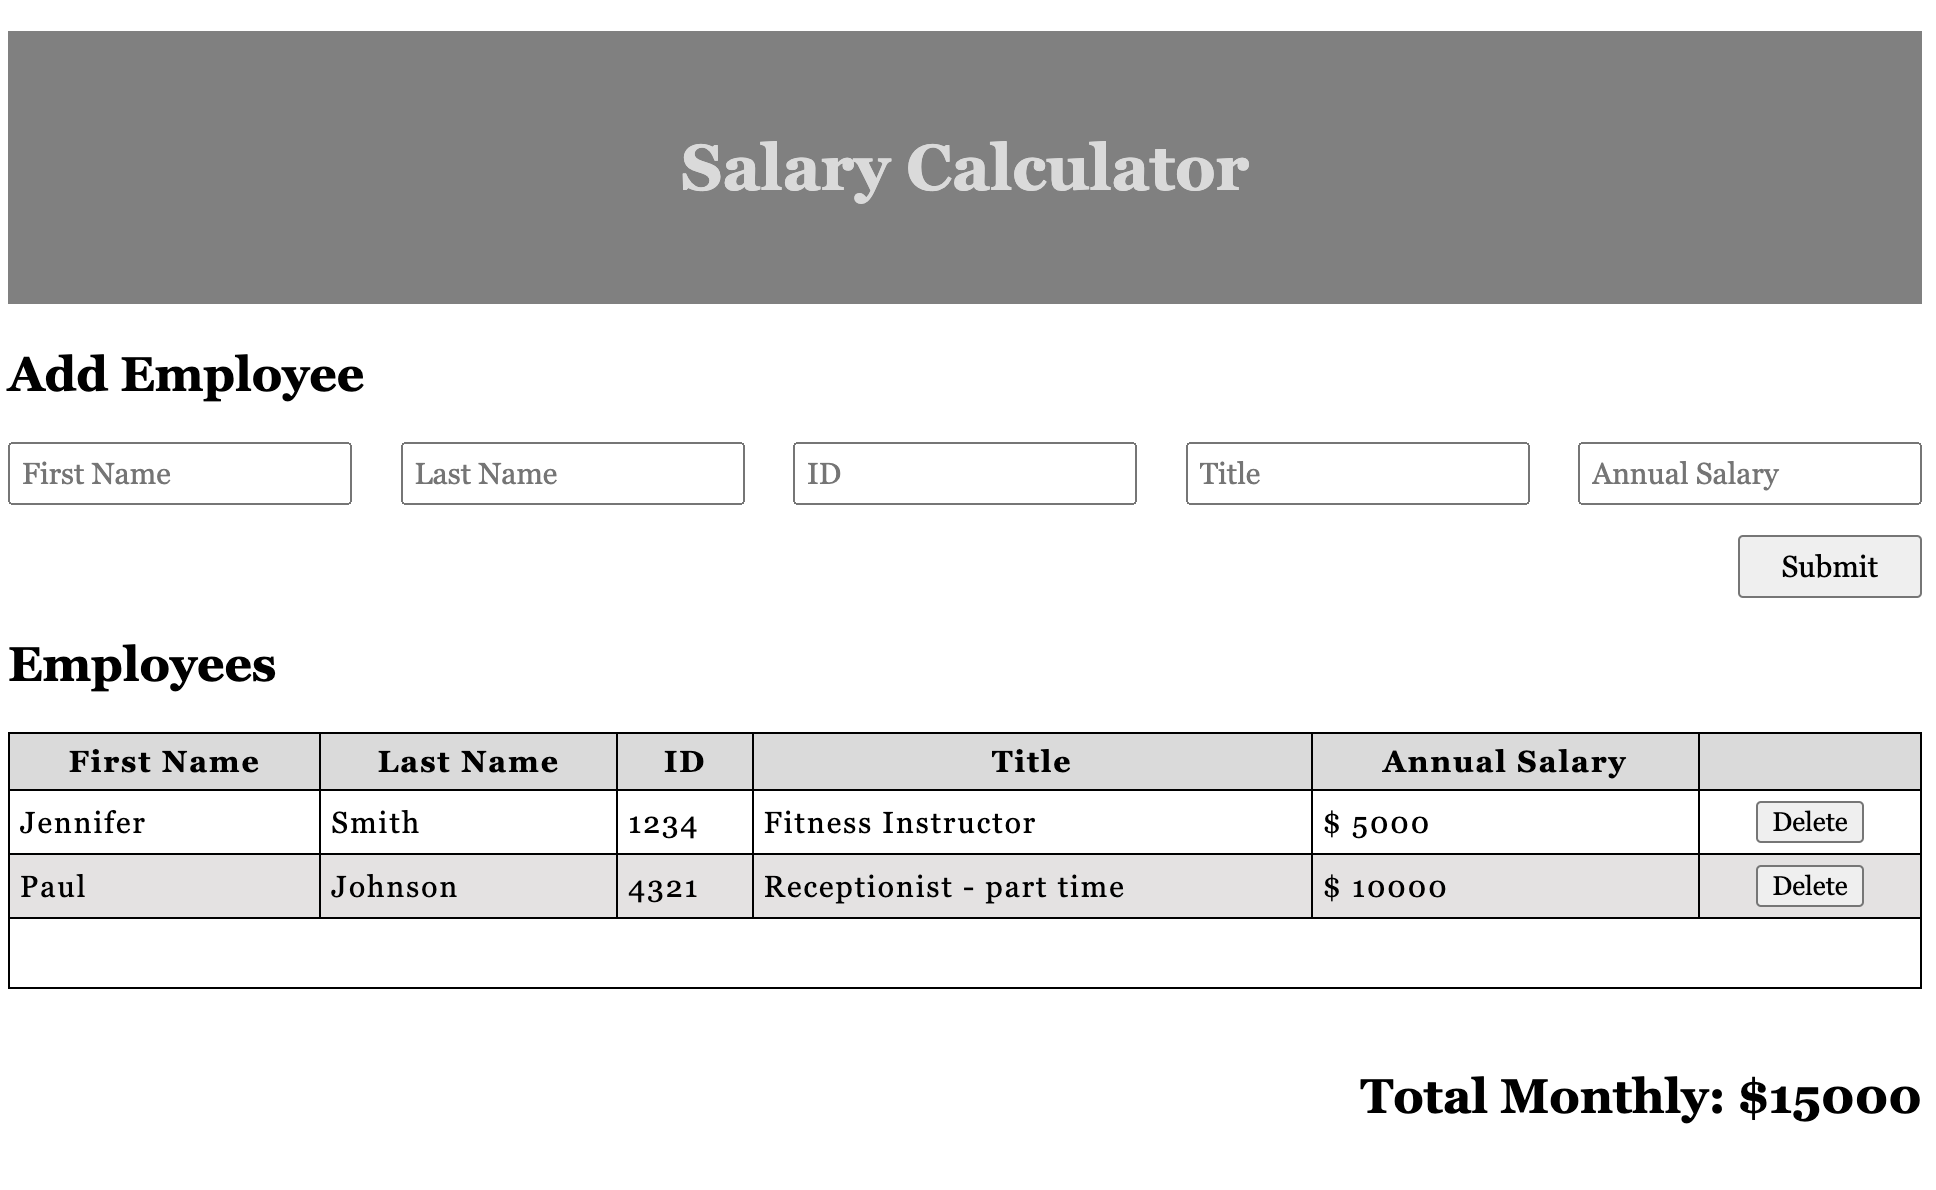 Salary Calculator
Add Employee
First Name Last Name ID Title Annual Salary
Submit
Employees
First Name Last Name ID Title Annual Salary
Jennifer Smith 1234 Fitness Instructor $ 5000 Delete
Paul Johnson 4321 Receptionist - part time $ 10000 Delete
Total Monthly: $15000